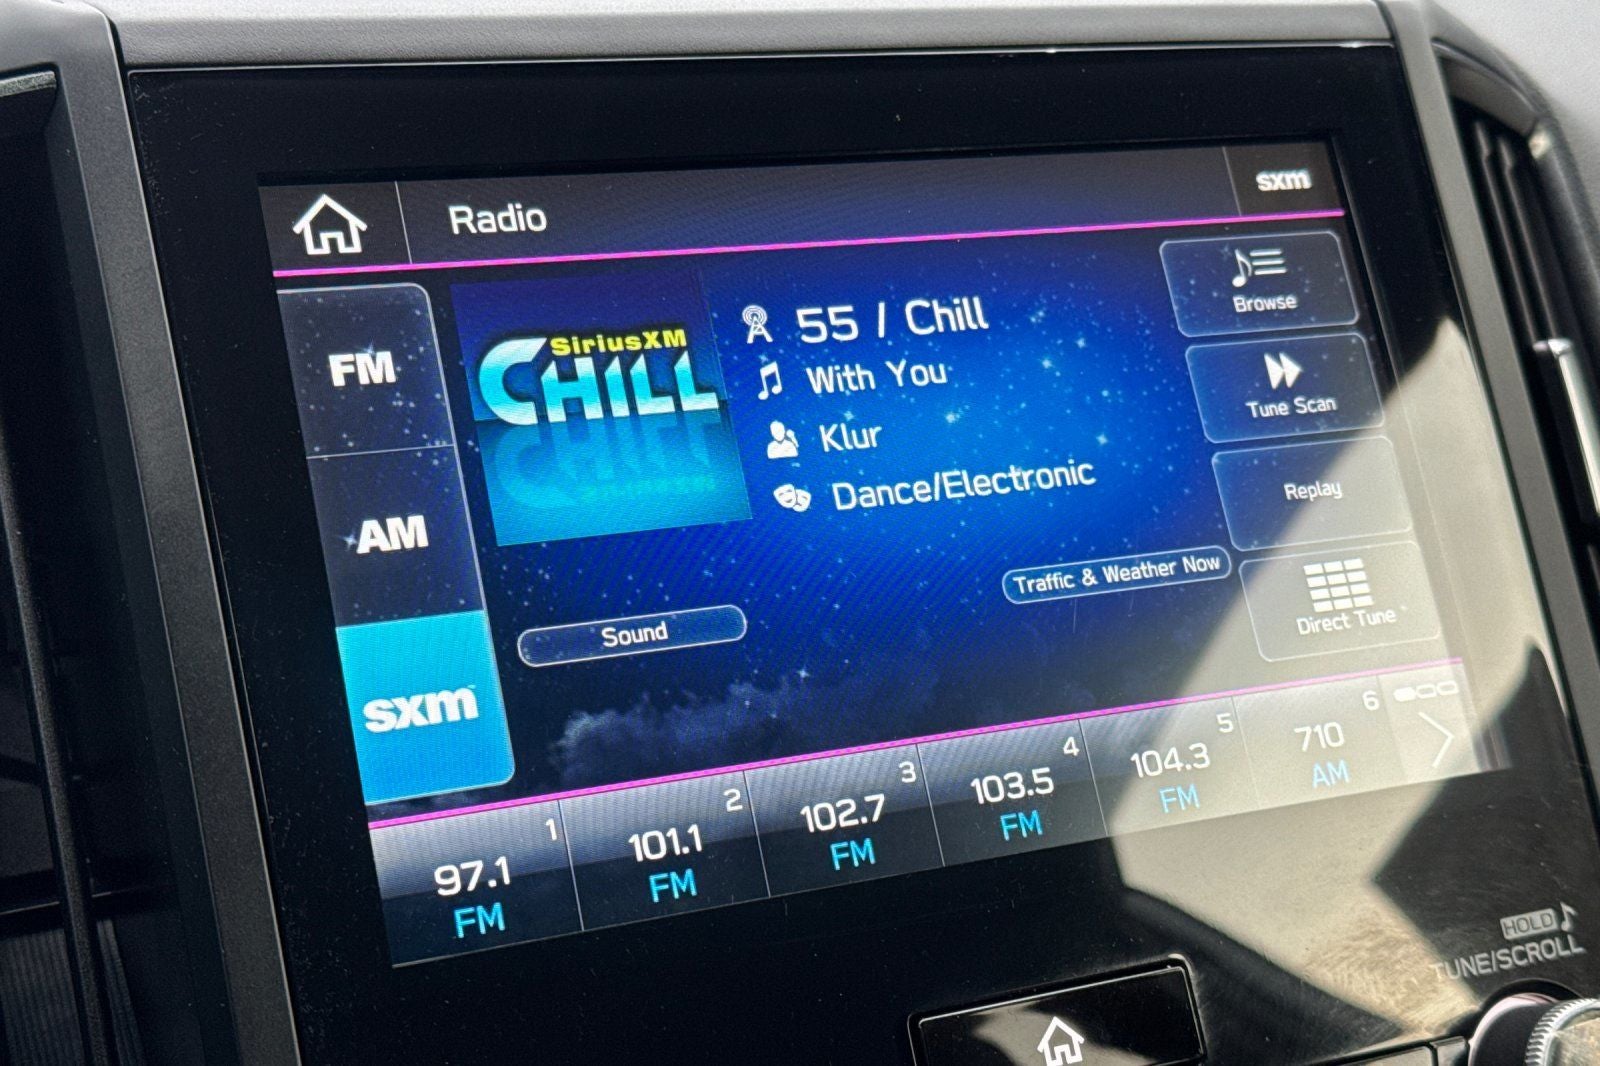 Radio
sxm
FM
AM
sxm
SiriusXM
CHILL
55 / Chill
With You
Klur
Dance/Electronic
Browse
Tune Scan
Replay
Direct Tune
Traffic & Weather Now
Sound
1
97.1
FM
2
101.1
FM
3
102.7
FM
4
103.5
FM
5
104.3
FM
6
710
AM
HOLD
TUNE/SCROLL